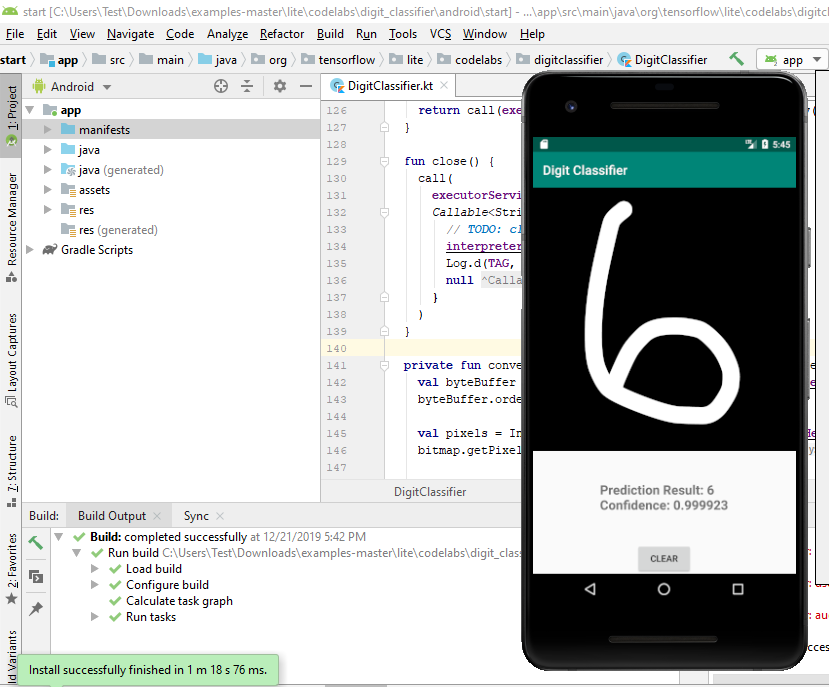 start [C:\Users\Test\Downloads\examples-master\lite\codelabs\digit_classifier\android\start] - ...\app\src\main\java\org\tensorflow\lite\codelabs\digitcl
File Edit View Navigate Code Analyze Refactor Build Run Tools VCS Window Help
start app src main java org tensorflow lite codelabs digitclassifier DigitClassifier app
1: Project
Resource Manager
Layout Captures
7: Structure
2: Favorites
ld Variants
Android
app
manifests
java
java (generated)
assets
res
res (generated)
Gradle Scripts
DigitClassifier.kt
126 return call(exe
127 }
128
129 fun close() {
130 call(
131 executorServi
132 Callable<Stri
133 // TODO: cl
134 interpreter
135 Log.d(TAG,
136 null ^Calla
137 }
138 )
139 }
140
141 private fun conve
142 val byteBuffer
143 byteBuffer.orde
144
145 val pixels = In
146 bitmap.getPixel
147
DigitClassifier
5:45
Digit Classifier
6
Prediction Result: 6
Confidence: 0.999923
CLEAR
Build: Build Output Sync
Build: completed successfully at 12/21/2019 5:42 PM
Run build C:\Users\Test\Downloads\examples-master\lite\codelabs\digit_clas
Load build
Configure build
Calculate task graph
Run tasks
Install successfully finished in 1 m 18 s 76 ms.